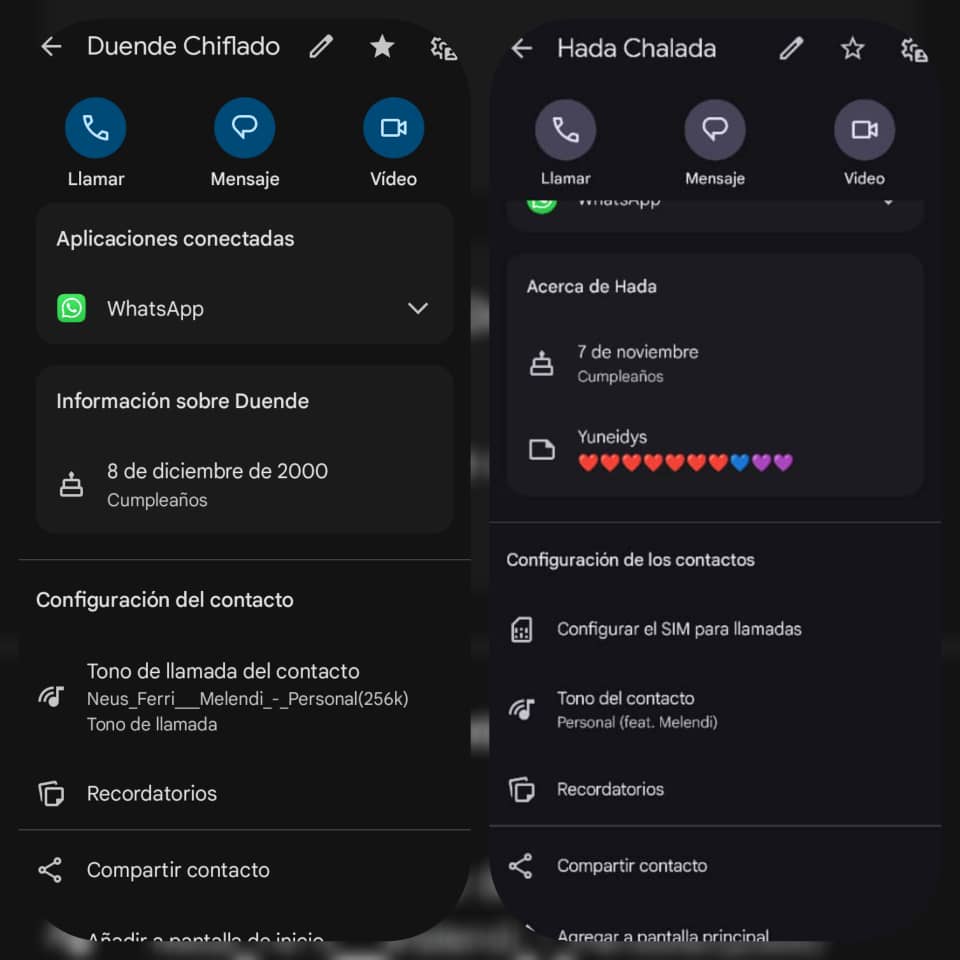 Duende Chiflado
Llamar
Mensaje
Vídeo
Aplicaciones conectadas
WhatsApp
Información sobre Duende
8 de diciembre de 2000
Cumpleaños
Configuración del contacto
Tono de llamada del contacto
Neus_Ferri___Melendi_-_Personal(256k)
Tono de llamada
Recordatorios
Compartir contacto
Añadir a pantalla de inicio
Hada Chalada
Llamar
Mensaje
Video
WhatsApp
Acerca de Hada
7 de noviembre
Cumpleaños
Yuneidys
❤️❤️❤️❤️❤️❤️❤️💙💜💜
Configuración de los contactos
Configurar el SIM para llamadas
Tono del contacto
Personal (feat. Melendi)
Recordatorios
Compartir contacto
Agregar a pantalla principal